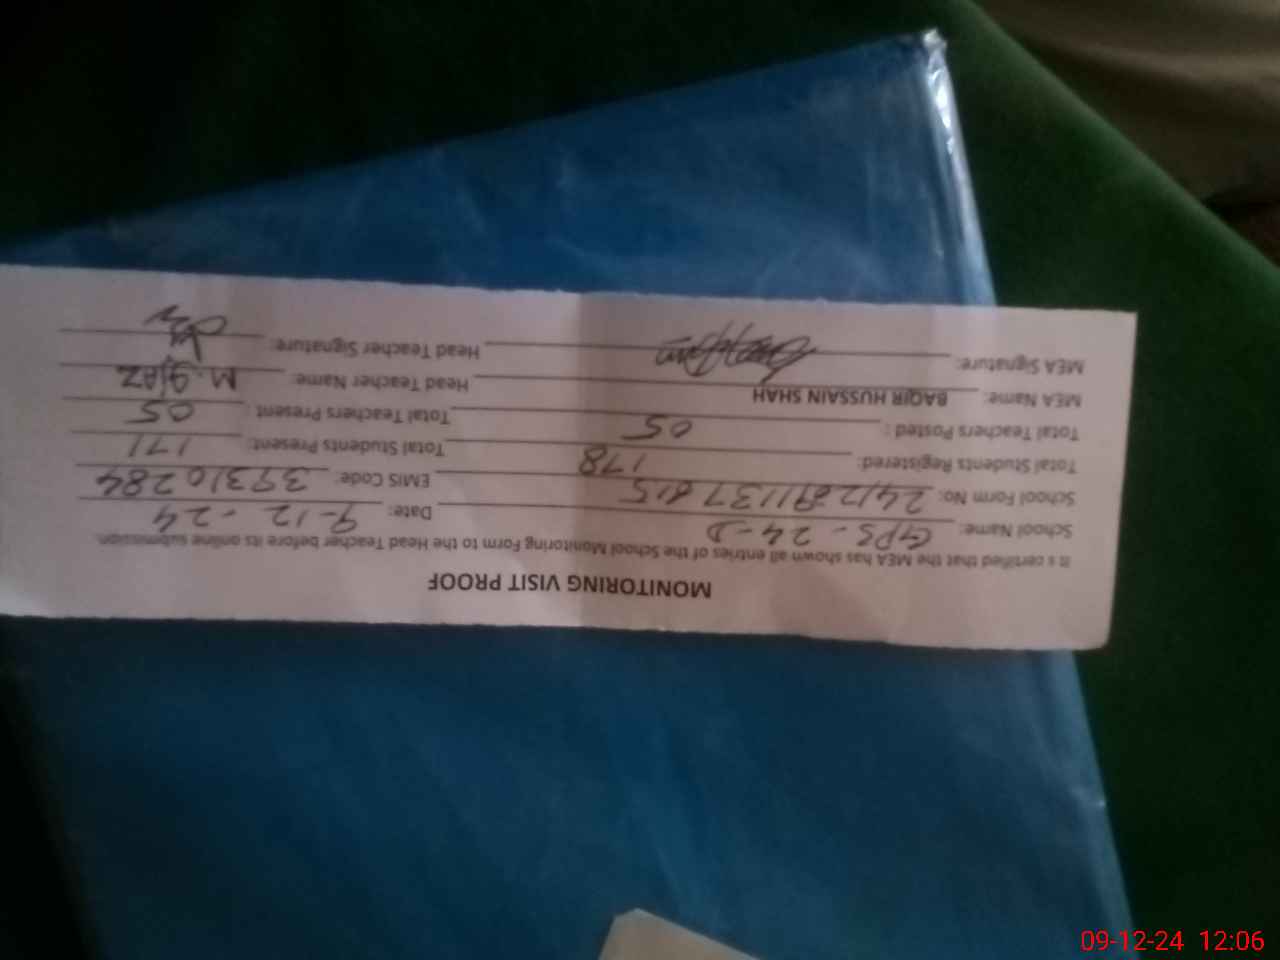 MONITORING VISIT PROOF
It s certified that the MEA has shown all entries of the School Monitoring Form to the Head Teacher before its online submission.
School Name: GPS - 24-D Date: 9-12-24
School Form No: EMIS Code: 39310284
Total Students Registered: 178 Total Students Present: 171
Total Teachers Posted: 05 Total Teachers Present: 05
MEA Name: BAQIR HUSSAIN SHAH Head Teacher Name: M. IJAZ
MEA Signature: Head Teacher Signature:
09-12-24 12:06